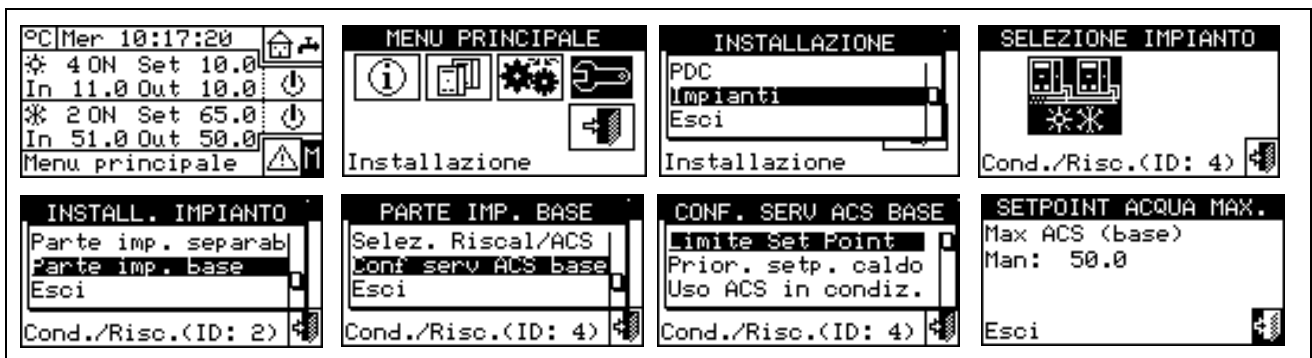 °C Mer 10:17:20
4 ON Set 10.0
In 11.0 Out 10.0
2 ON Set 65.0
In 51.0 Out 50.0
Menu principale M
MENU PRINCIPALE
i
Installazione
INSTALLAZIONE
PDC
Impianti
Esci
Installazione
SELEZIONE IMPIANTO
Cond./Risc.(ID: 4)
INSTALL. IMPIANTO
Parte imp. separab
Parte imp. base
Esci
Cond./Risc.(ID: 2)
PARTE IMP. BASE
Selez. Riscal/ACS
Conf serv ACS base
Esci
Cond./Risc.(ID: 4)
CONF. SERV ACS BASE
Limite Set Point
Prior. setp. caldo
Uso ACS in condiz.
Cond./Risc.(ID: 4)
SETPOINT ACQUA MAX.
Max ACS (base)
Man: 50.0
Esci